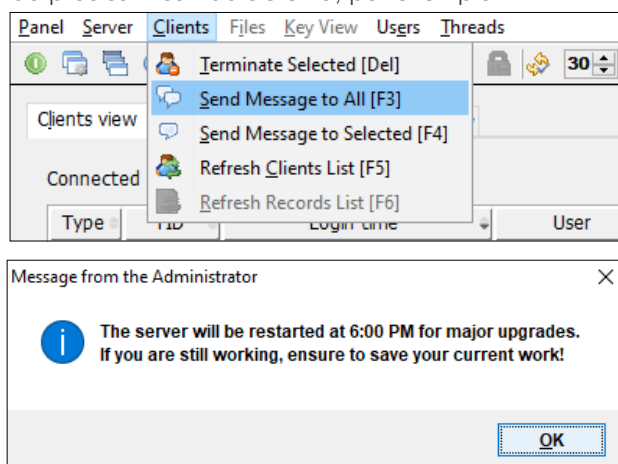 Panel Server Clients Files Key View Users Threads
Terminate Selected [Del] 30
Send Message to All [F3]
Clients view
Send Message to Selected [F4]
Refresh Clients List [F5]
Connected
Refresh Records List [F6]
Type TID Login time User
Message from the Administrator
The server will be restarted at 6:00 PM for major upgrades.
If you are still working, ensure to save your current work!
OK